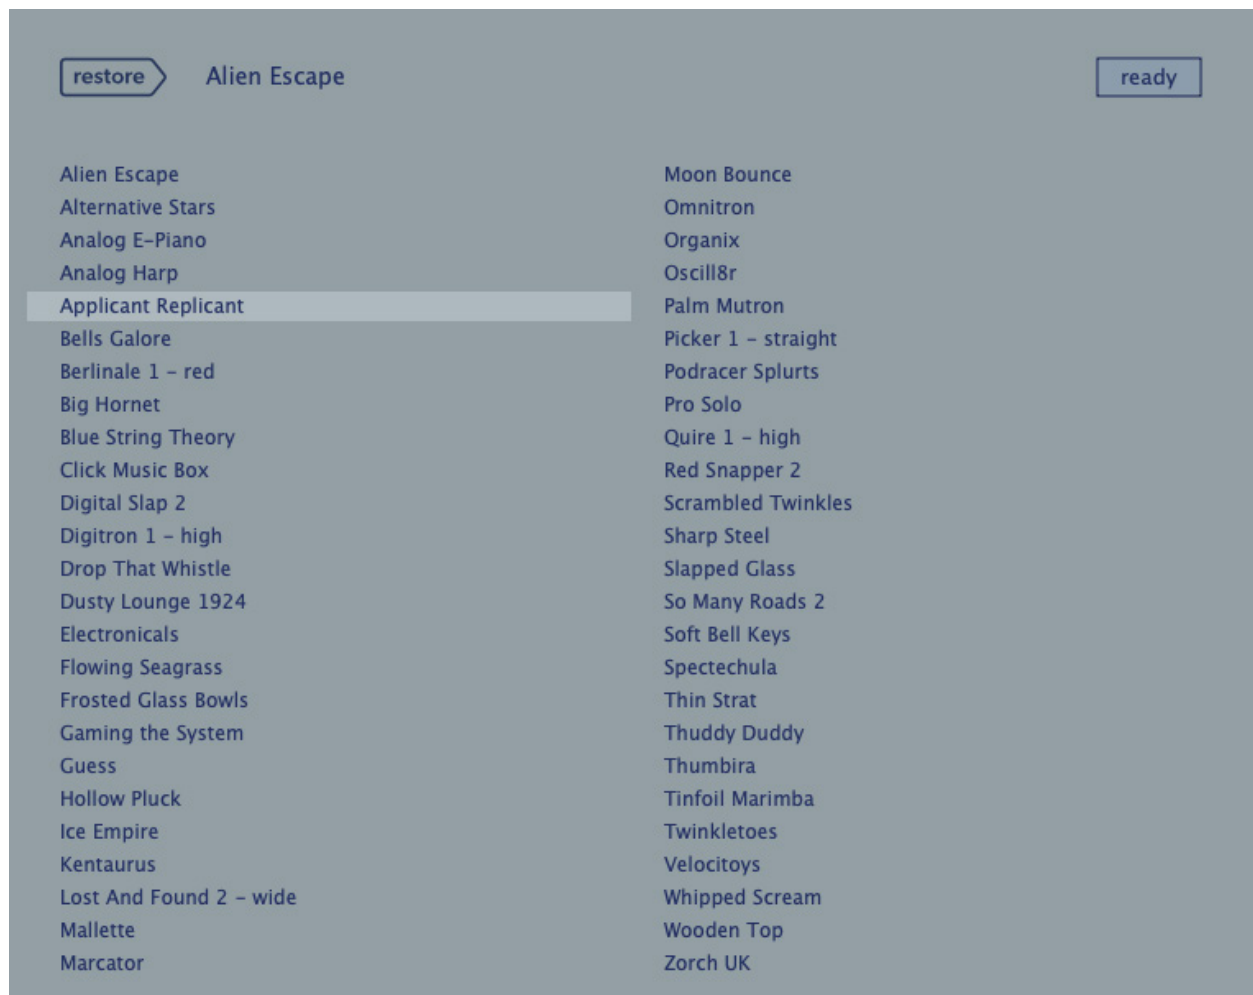 restore Alien Escape ready
Alien Escape
Alternative Stars
Analog E-Piano
Analog Harp
Applicant Replicant
Bells Galore
Berlinale 1 - red
Big Hornet
Blue String Theory
Click Music Box
Digital Slap 2
Digitron 1 - high
Drop That Whistle
Dusty Lounge 1924
Electronicals
Flowing Seagrass
Frosted Glass Bowls
Gaming the System
Guess
Hollow Pluck
Ice Empire
Kentaurus
Lost And Found 2 - wide
Mallette
Marcator
Moon Bounce
Omnitron
Organix
Oscill8r
Palm Mutron
Picker 1 - straight
Podracer Splurts
Pro Solo
Quire 1 - high
Red Snapper 2
Scrambled Twinkles
Sharp Steel
Slapped Glass
So Many Roads 2
Soft Bell Keys
Spectechula
Thin Strat
Thuddy Duddy
Thumbira
Tinfoil Marimba
Twinkletoes
Velocitoys
Whipped Scream
Wooden Top
Zorch UK